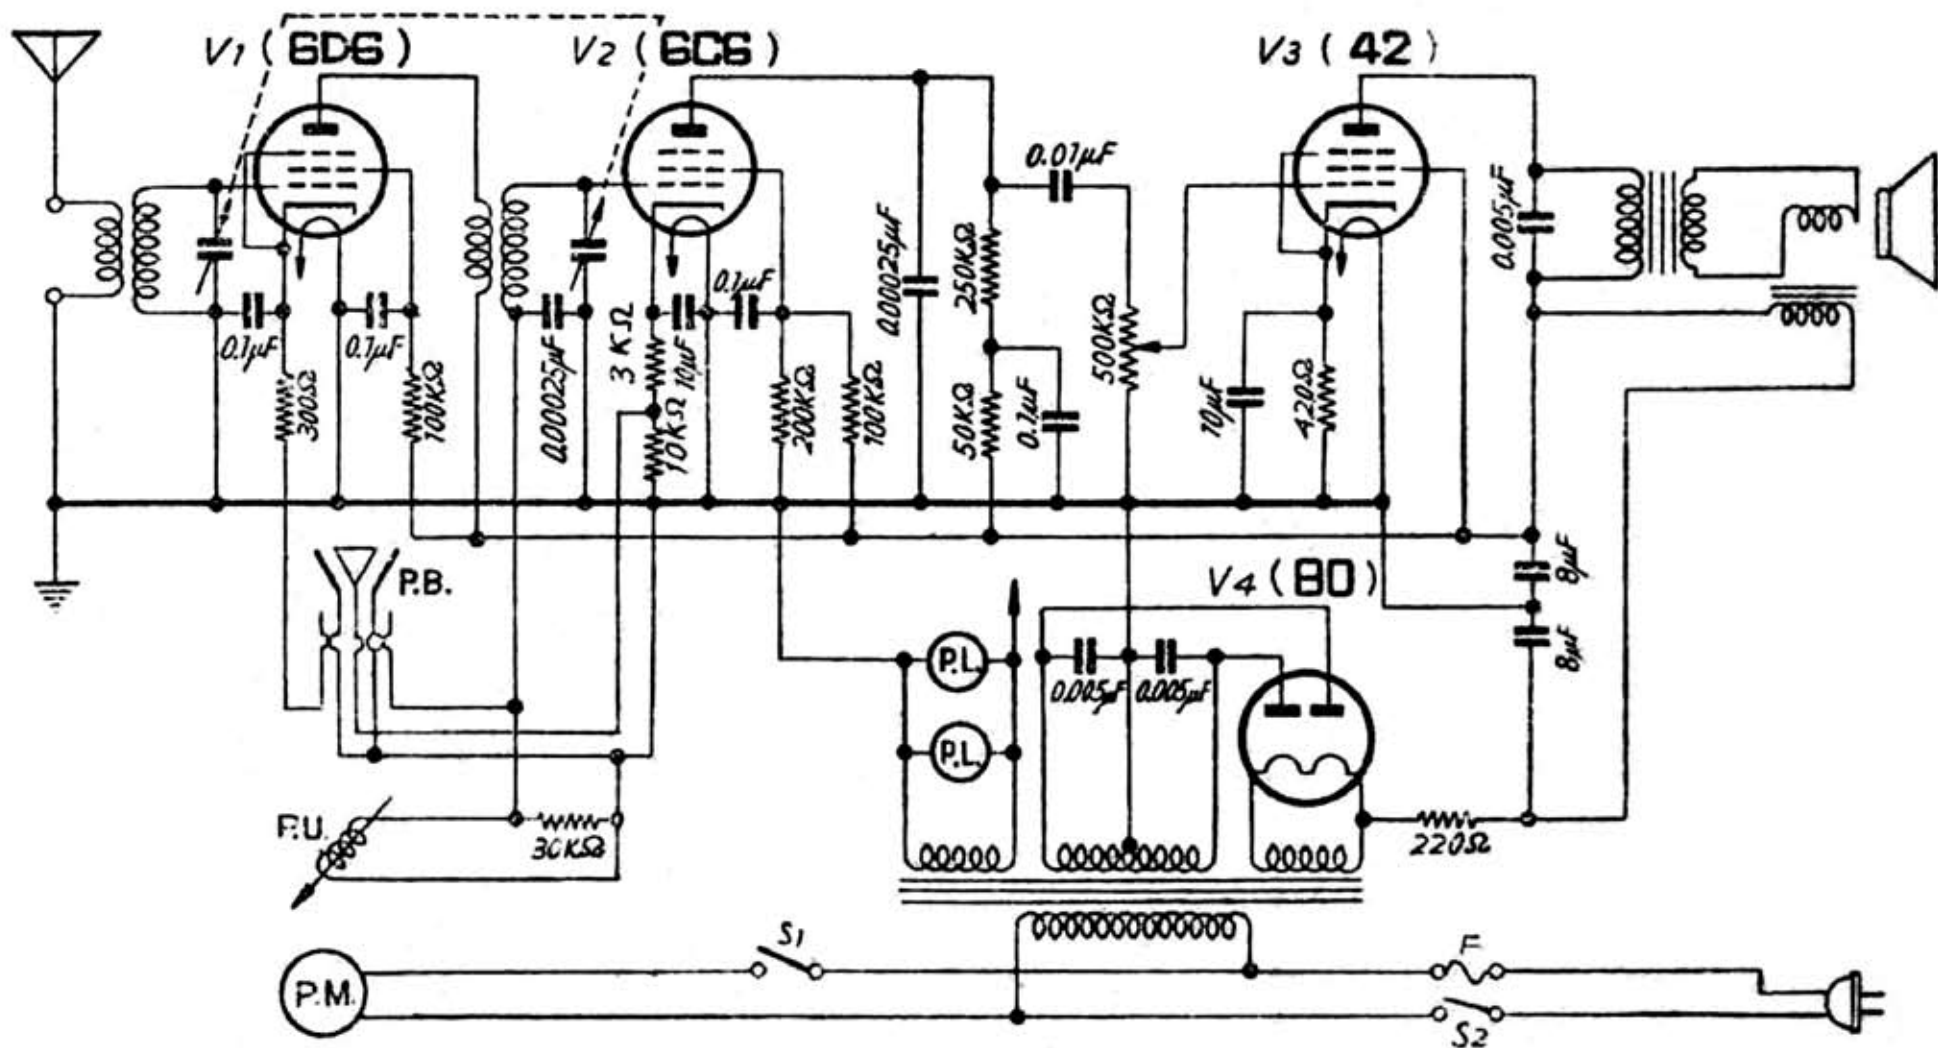 V1 (6D6)
V2 (6C6)
V3 (42)
0.01μF
0.005μF
0.00025μF
250KΩ
0.1μF
0.1μF
0.1μF
3KΩ
10μF
500KΩ
300Ω
100KΩ
0.00025μF
10KΩ
200KΩ
100KΩ
50KΩ
0.1μF
10μF
420Ω
P.B.
V4 (80)
8μF
8μF
P.L.
0.005μF
0.005μF
P.L.
P.U.
30KΩ
220Ω
S1
F
P.M.
S2